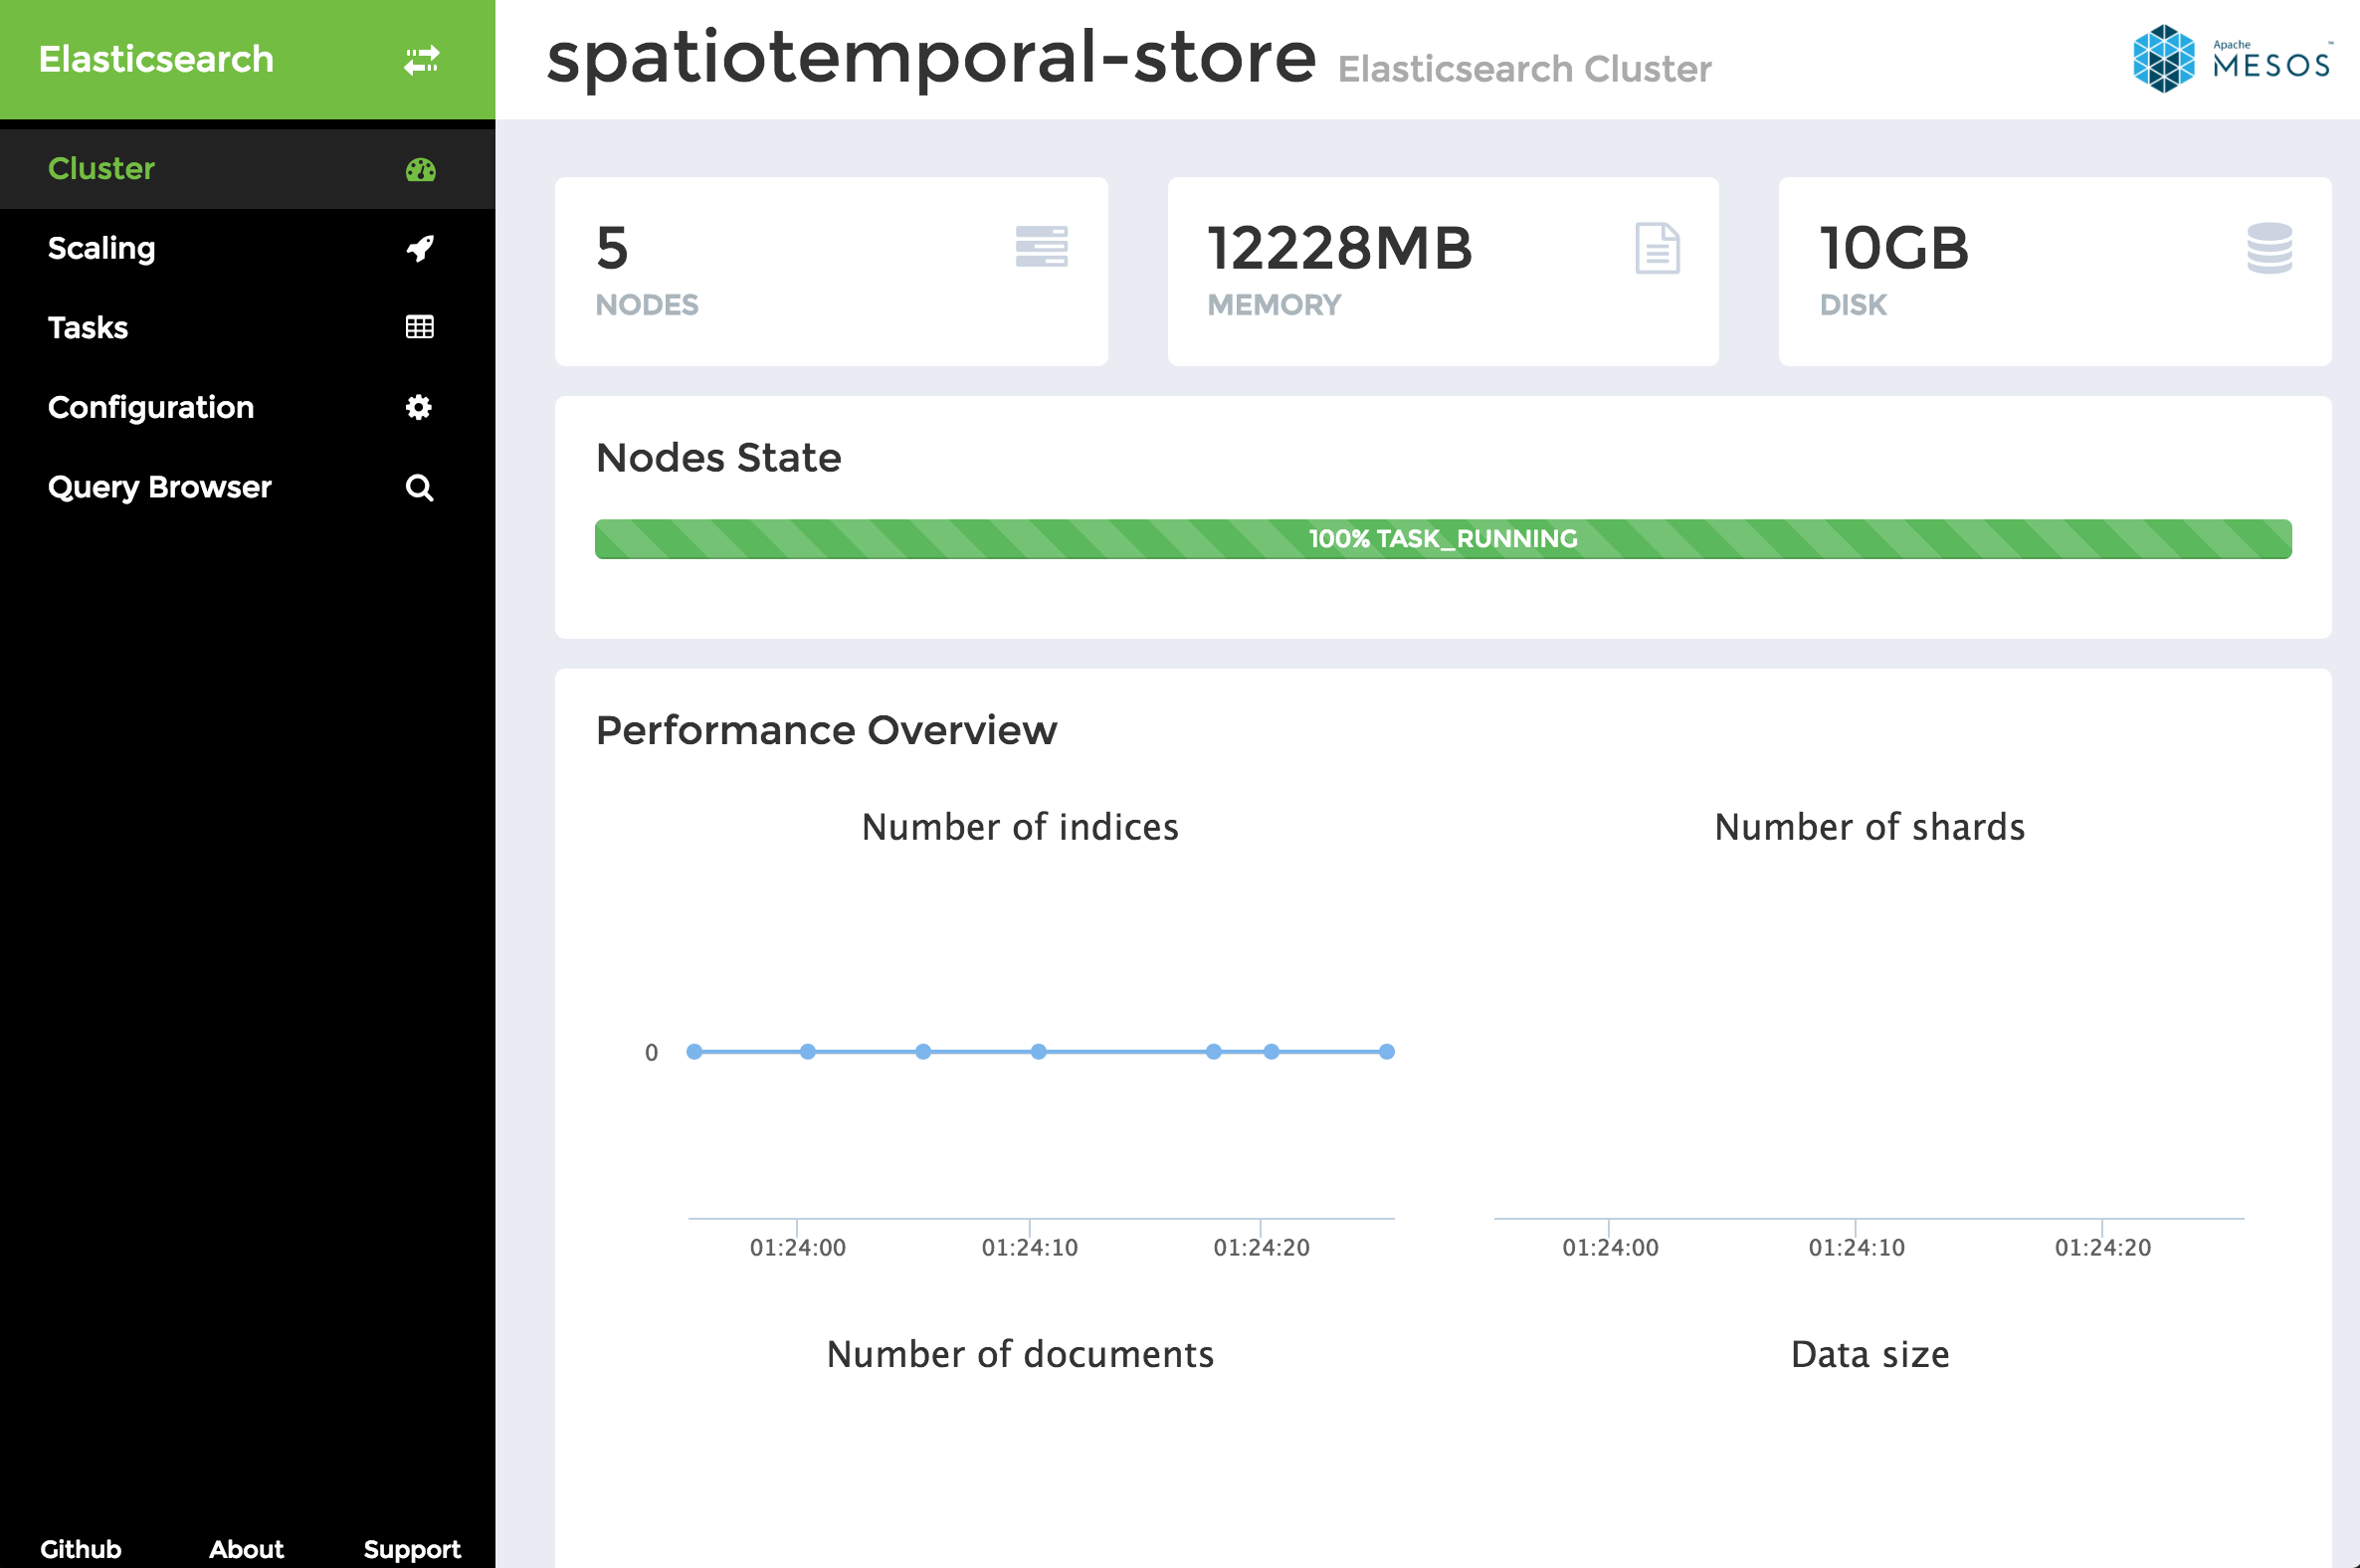 Elasticsearch
Cluster
Scaling
Tasks
Configuration
Query Browser
Github About Support
spatiotemporal-store Elasticsearch Cluster
Apache
MESOS™
5
NODES
12228MB
MEMORY
10GB
DISK
Nodes State
100% TASK_RUNNING
Performance Overview
Number of indices
0
01:24:00 01:24:10 01:24:20
Number of shards
01:24:00 01:24:10 01:24:20
Number of documents
Data size